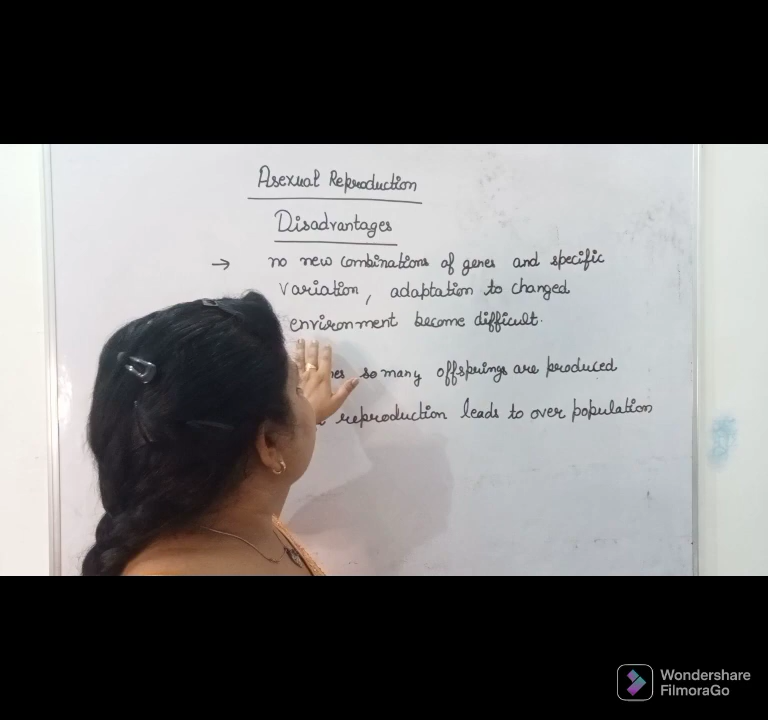 Asexual Reproduction
Disadvantages
→ no new combinations of genes and specific
variation, adaptation to changed
environment become difficult.
so many offsprings are produced
reproduction leads to over population
Wondershare
FilmoraGo